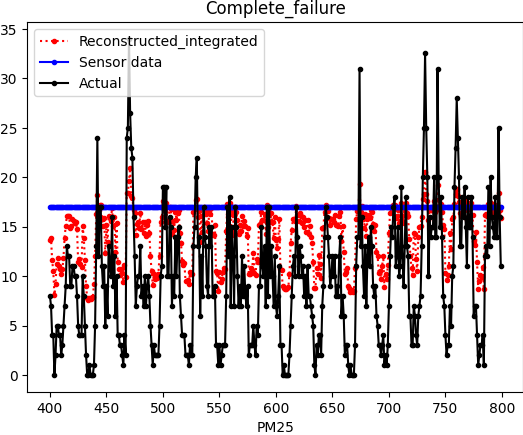 Complete_failure
Reconstructed_integrated
Sensor data
Actual
35
30
25
20
15
10
5
0
400 450 500 550 600 650 700 750 800
PM25